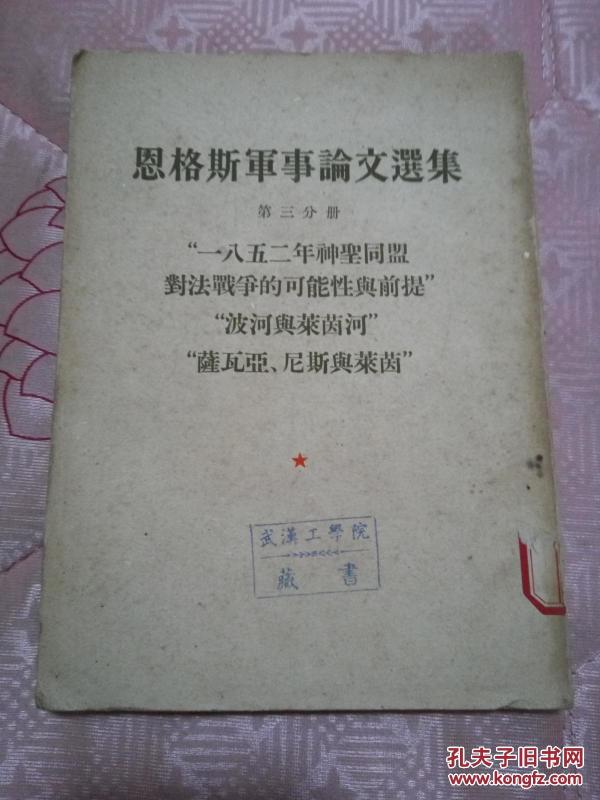 恩格斯軍事論文選集
第三分册
“一八五二年神聖同盟
對法戰爭的可能性與前提”
“波河與萊茵河”
“薩瓦亞、尼斯與萊茵”
武漢工學院
藏書
孔夫子旧书网
www.kongfz.com